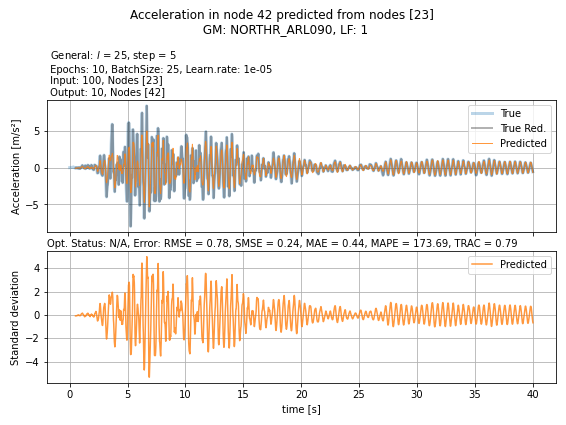 Acceleration in node 42 predicted from nodes [23]
GM: NORTHR_ARL090, LF: 1
General: l = 25, step = 5
Epochs: 10, BatchSize: 25, Learn.rate: 1e-05
Input: 100, Nodes [23]
Output: 10, Nodes [42]
Acceleration [m/s²]
5
0
−5
True
True Red.
Predicted
Opt. Status: N/A, Error: RMSE = 0.78, SMSE = 0.24, MAE = 0.44, MAPE = 173.69, TRAC = 0.79
Standard deviation
4
2
0
−2
−4
Predicted
0 5 10 15 20 25 30 35 40
time [s]